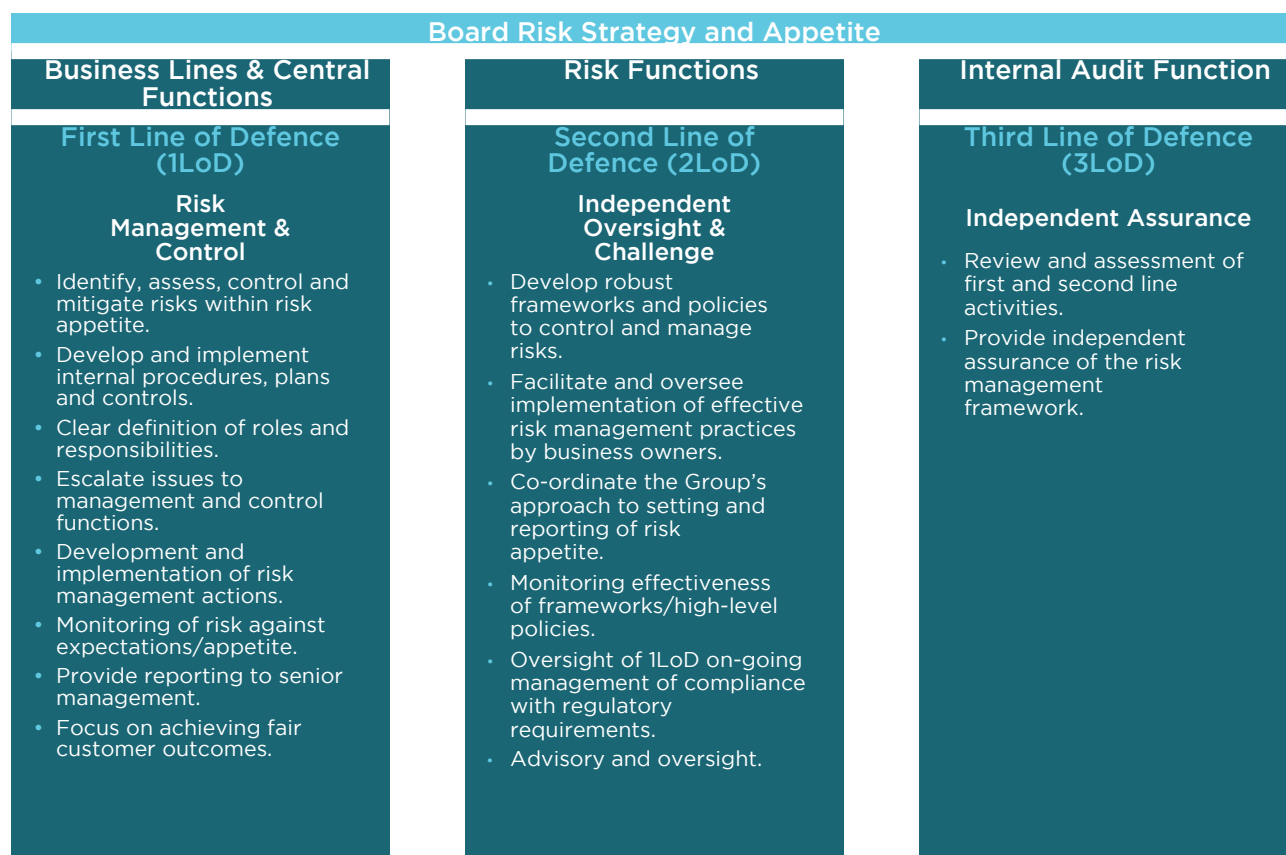 Board Risk Strategy and Appetite
Business Lines & Central
Functions
First Line of Defence
(1LoD)
Risk
Management &
Control
• Identify, assess, control and
mitigate risks within risk
appetite.
• Develop and implement
internal procedures, plans
and controls.
• Clear definition of roles and
responsibilities.
• Escalate issues to
management and control
functions.
• Development and
implementation of risk
management actions.
• Monitoring of risk against
expectations/appetite.
• Provide reporting to senior
management.
• Focus on achieving fair
customer outcomes.
Risk Functions
Second Line of
Defence (2LoD)
Independent
Oversight &
Challenge
• Develop robust
frameworks and policies
to control and manage
risks.
• Facilitate and oversee
implementation of effective
risk management practices
by business owners.
• Co-ordinate the Group’s
approach to setting and
reporting of risk
appetite.
• Monitoring effectiveness
of frameworks/high-level
policies.
• Oversight of 1LoD on-going
management of compliance
with regulatory
requirements.
• Advisory and oversight.
Internal Audit Function
Third Line of Defence
(3LoD)
Independent Assurance
• Review and assessment of
first and second line
activities.
• Provide independent
assurance of the risk
management
framework.